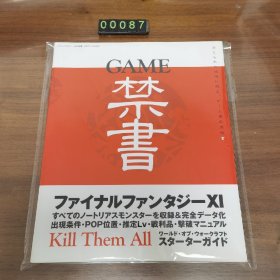 00087
GAME
禁書
ファイナルファンタジーXI
すべてのノートリアスモンスターを収録&完全データ化
出現条件・POP位置・推定Lv・戦利品・撃破マニュアル
Kill Them All
ワールド・オブ・ウォークラフト
スターターガイド